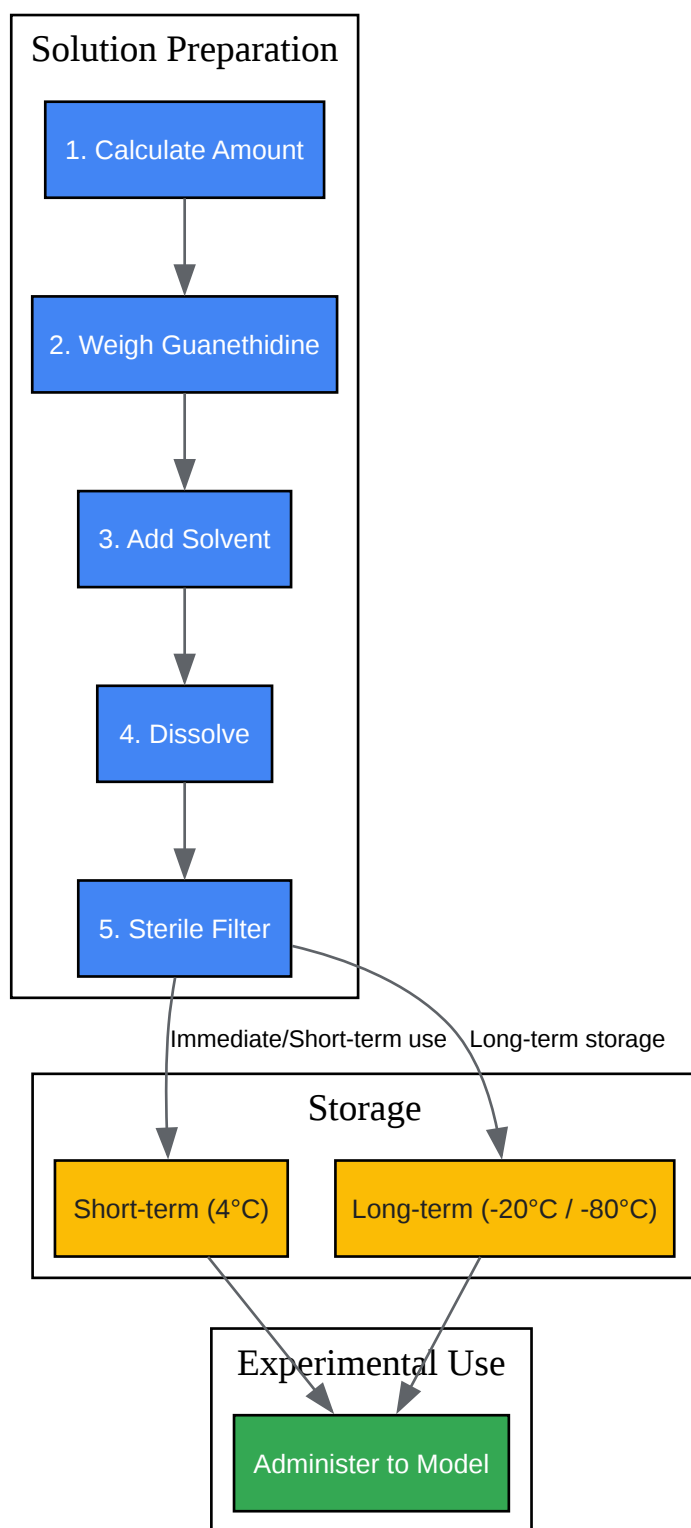 Solution Preparation
1. Calculate Amount
2. Weigh Guanethidine
3. Add Solvent
4. Dissolve
5. Sterile Filter
Immediate/Short-term use
Long-term storage
Storage
Short-term (4°C)
Long-term (-20°C / -80°C)
Experimental Use
Administer to Model